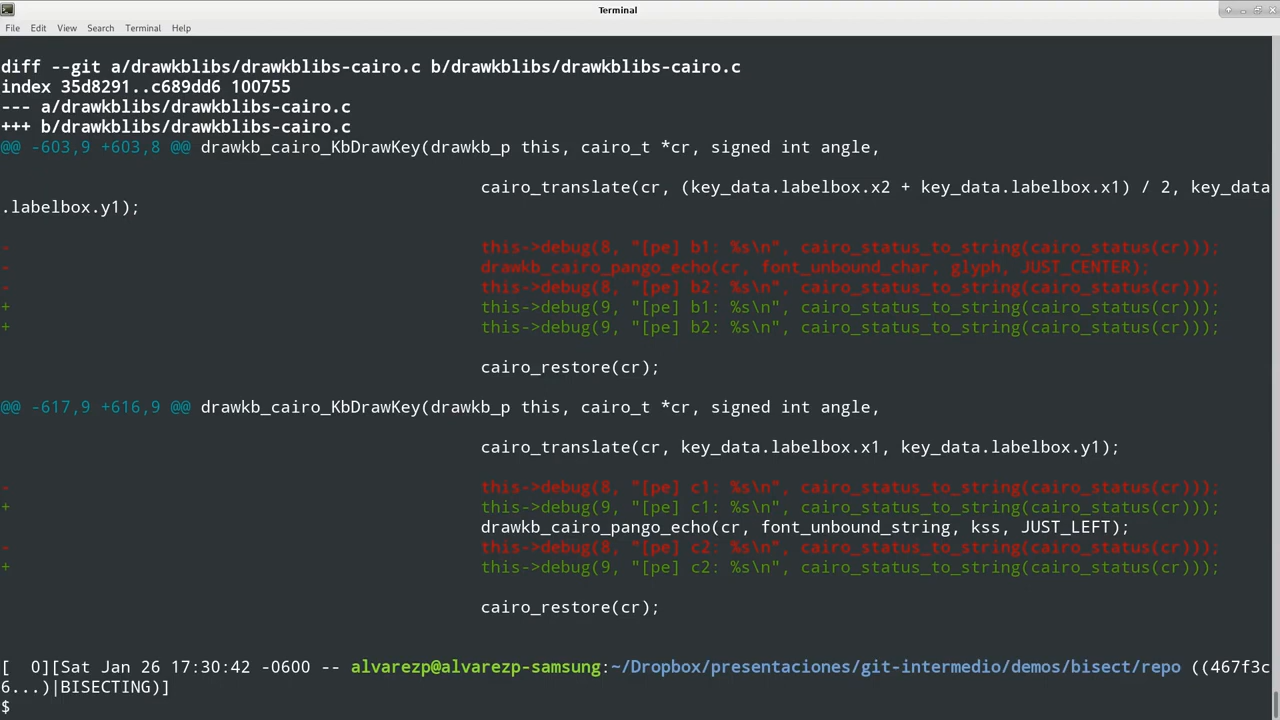 Terminal
File Edit View Search Terminal Help
diff --git a/drawkblibs/drawkblibs-cairo.c b/drawkblibs/drawkblibs-cairo.c
index 35d8291..c689dd6 100755
--- a/drawkblibs/drawkblibs-cairo.c
+++ b/drawkblibs/drawkblibs-cairo.c
@@ -603,9 +603,8 @@ drawkb_cairo_KbDrawKey(drawkb_p this, cairo_t *cr, signed int angle,
cairo_translate(cr, (key_data.labelbox.x2 + key_data.labelbox.x1) / 2, key_data
.labelbox.y1);
- this->debug(8, "[pe] b1: %s\n", cairo_status_to_string(cairo_status(cr)));
- drawkb_cairo_pango_echo(cr, font_unbound_char, glyph, JUST_CENTER);
- this->debug(8, "[pe] b2: %s\n", cairo_status_to_string(cairo_status(cr)));
+ this->debug(9, "[pe] b1: %s\n", cairo_status_to_string(cairo_status(cr)));
+ this->debug(9, "[pe] b2: %s\n", cairo_status_to_string(cairo_status(cr)));
cairo_restore(cr);
@@ -617,9 +616,9 @@ drawkb_cairo_KbDrawKey(drawkb_p this, cairo_t *cr, signed int angle,
cairo_translate(cr, key_data.labelbox.x1, key_data.labelbox.y1);
- this->debug(8, "[pe] c1: %s\n", cairo_status_to_string(cairo_status(cr)));
+ this->debug(9, "[pe] c1: %s\n", cairo_status_to_string(cairo_status(cr)));
drawkb_cairo_pango_echo(cr, font_unbound_string, kss, JUST_LEFT);
- this->debug(8, "[pe] c2: %s\n", cairo_status_to_string(cairo_status(cr)));
+ this->debug(9, "[pe] c2: %s\n", cairo_status_to_string(cairo_status(cr)));
cairo_restore(cr);
[  0][Sat Jan 26 17:30:42 -0600 -- alvarezp@alvarezp-samsung:~/Dropbox/presentaciones/git-intermedio/demos/bisect/repo ((467f3c
6...)|BISECTING)]
$